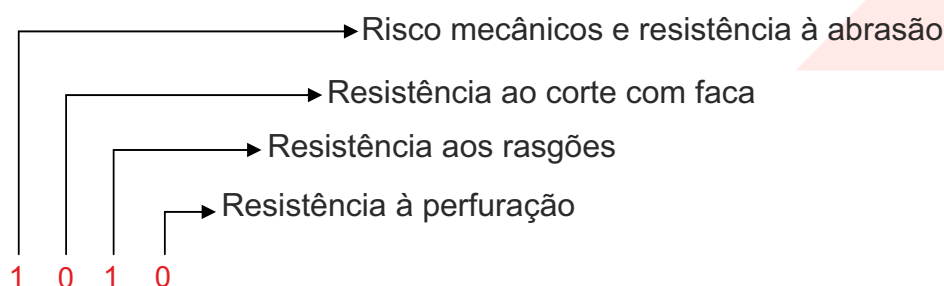 Risco mecânicos e resistência à abrasão
Resistência ao corte com faca
Resistência aos rasgões
Resistência à perfuração
1 0 1 0